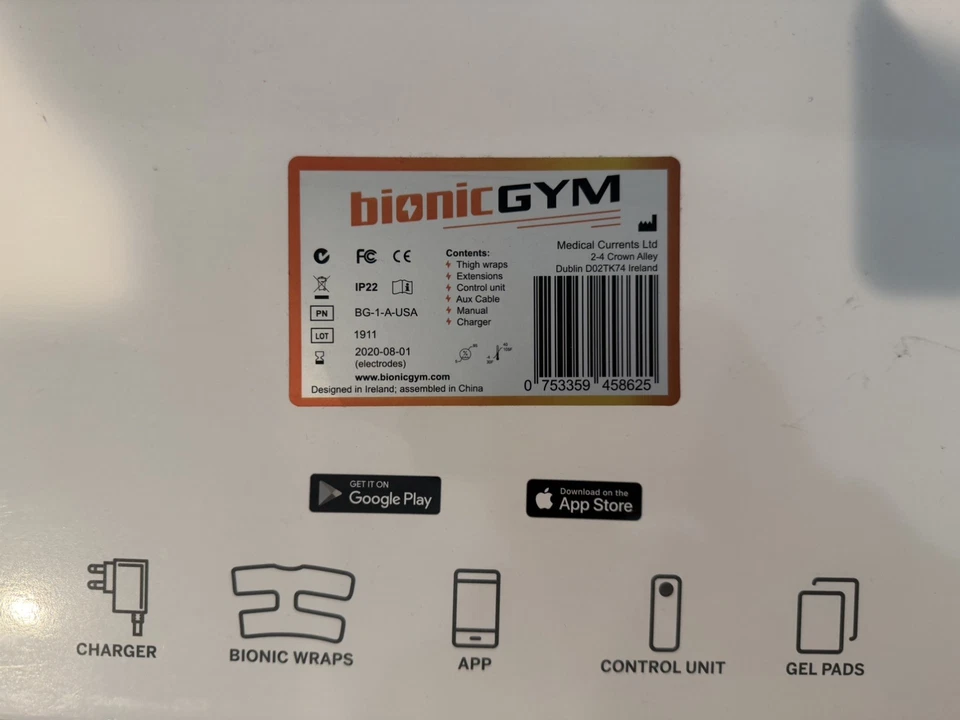 bionicGYM
Medical Currents Ltd
2-4 Crown Alley
Dublin D02TK74 Ireland
FC CE
Contents:
Thigh wraps
Extensions
Control unit
Aux Cable
Manual
Charger
IP22
PN BG-1-A-USA
LOT 1911
2020-08-01
(electrodes)
www.bionicgym.com
Designed in Ireland; assembled in China
0 753359 458625
GET IT ON
Google Play
Download on the
App Store
CHARGER
BIONIC WRAPS
APP
CONTROL UNIT
GEL PADS